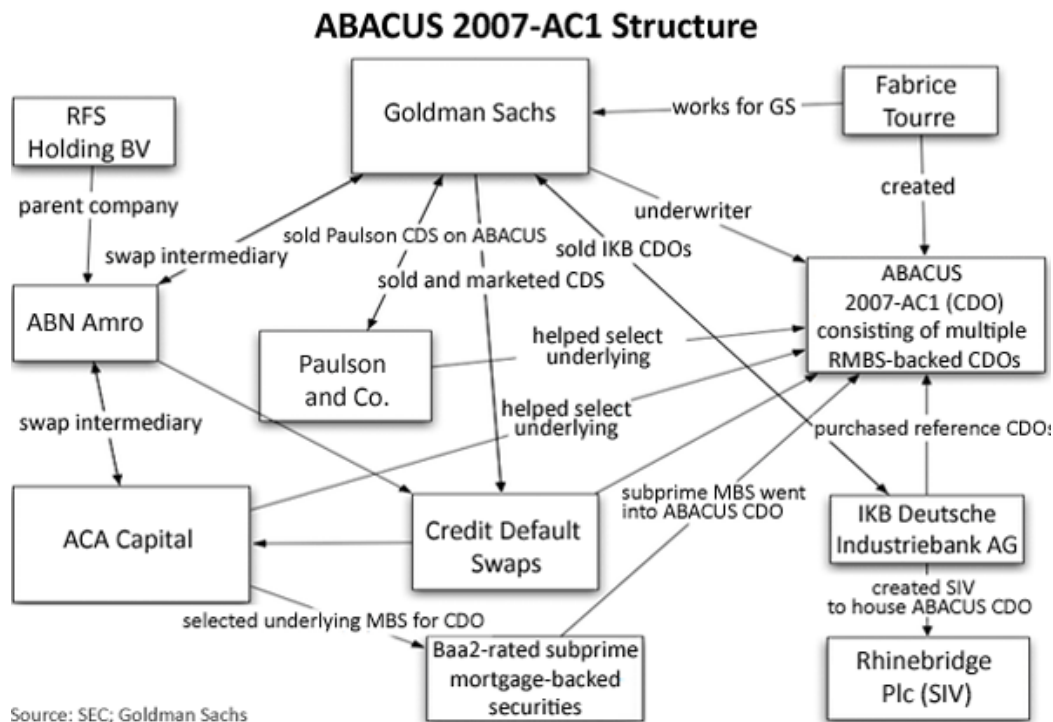 ABACUS 2007-AC1 Structure
RFS
Holding BV
Goldman Sachs
works for GS
Fabrice
Tourre
parent company
created
underwriter
sold Paulson CDS on ABACUS
swap intermediary
sold IKB CDOs
sold and marketed CDS
ABN Amro
ABACUS
2007-AC1 (CDO)
consisting of multiple
RMBS-backed CDOs
Paulson
and Co.
helped select
underlying
helped select
underlying
swap intermediary
purchased reference CDOs
ACA Capital
Credit Default
Swaps
subprime MBS went
into ABACUS CDO
IKB Deutsche
Industriebank AG
created SIV
to house ABACUS CDO
selected underlying MBS for CDO
Baa2-rated subprime
mortgage-backed
securities
Rhinebridge
Plc (SIV)
Source: SEC; Goldman Sachs